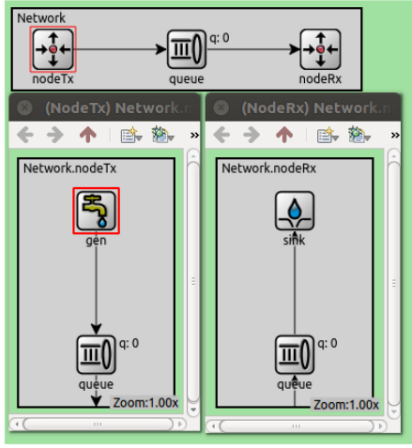 Network
q: 0
nodeTx
queue
nodeRx
(NodeTx) Network.n
(NodeRx) Network.n
»
»
Network.nodeTx
Network.nodeRx
gen
sink
q: 0
q: 0
queue
queue
Zoom:1.00x
Zoom:1.00x